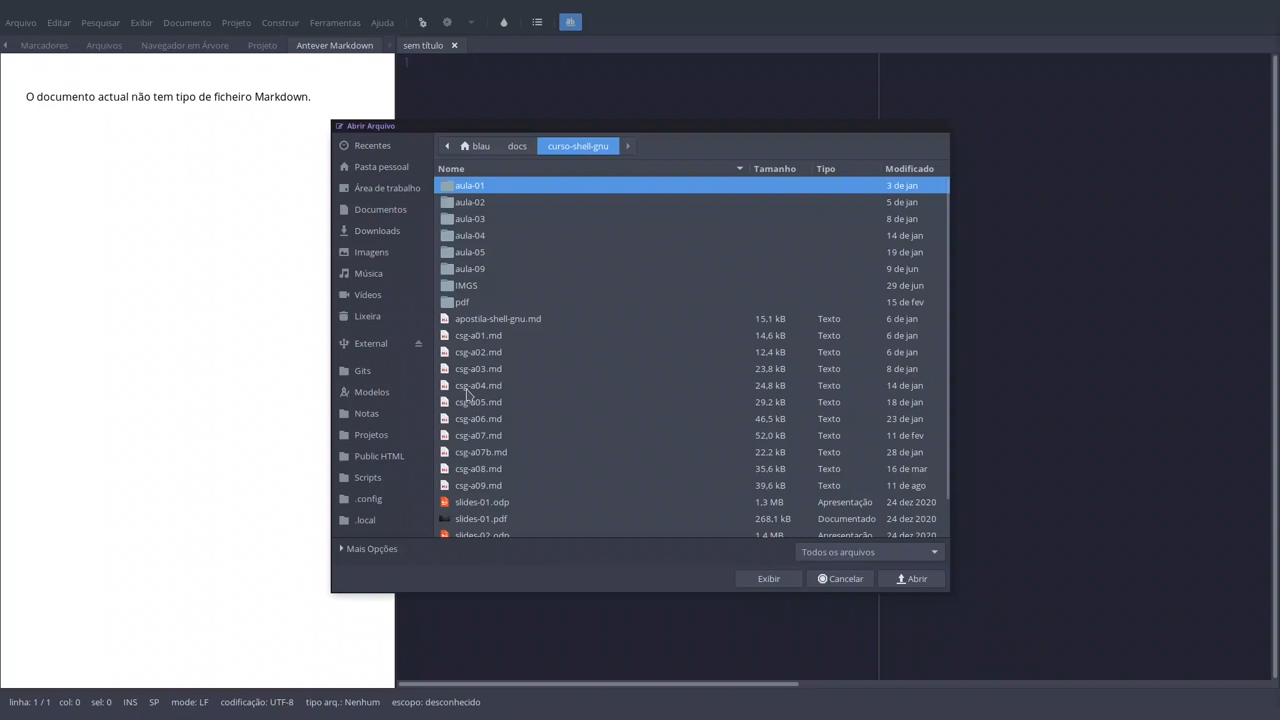 Arquivo Editar Pesquisar Exibir Documento Projeto Construir Ferramentas Ajuda
Marcadores Arquivos Navegador em Árvore Projeto Antever Markdown sem título
O documento actual não tem tipo de ficheiro Markdown.
Abrir Arquivo
Recentes
Pasta pessoal
Área de trabalho
Documentos
Downloads
Imagens
Música
Vídeos
Lixeira
External
Gits
Modelos
Notas
Projetos
Public HTML
Scripts
.config
.local
blau docs curso-shell-gnu
Nome Tamanho Tipo Modificado
aula-01 3 de jan
aula-02 5 de jan
aula-03 8 de jan
aula-04 14 de jan
aula-05 19 de jan
aula-09 9 de jun
IMGS 29 de jun
pdf 15 de fev
apostila-shell-gnu.md 15,1 kB Texto 6 de jan
csg-a01.md 14,6 kB Texto 6 de jan
csg-a02.md 12,4 kB Texto 6 de jan
csg-a03.md 23,8 kB Texto 8 de jan
csg-a04.md 24,8 kB Texto 14 de jan
csg-a05.md 29,2 kB Texto 18 de jan
csg-a06.md 46,5 kB Texto 23 de jan
csg-a07.md 52,0 kB Texto 11 de fev
csg-a07b.md 22,2 kB Texto 28 de jan
csg-a08.md 35,6 kB Texto 16 de mar
csg-a09.md 39,6 kB Texto 11 de ago
slides-01.odp 1,3 MB Apresentação 24 dez 2020
slides-01.pdf 268,1 kB Documentado 24 dez 2020
slides-02.odp 1,4 MB Apresentação 24 dez 2020
Mais Opções Todos os arquivos
Exibir Cancelar Abrir
linha: 1 / 1 col: 0 sel: 0 INS SP mode: LF codificação: UTF-8 tipo arq.: Nenhum escopo: desconhecido